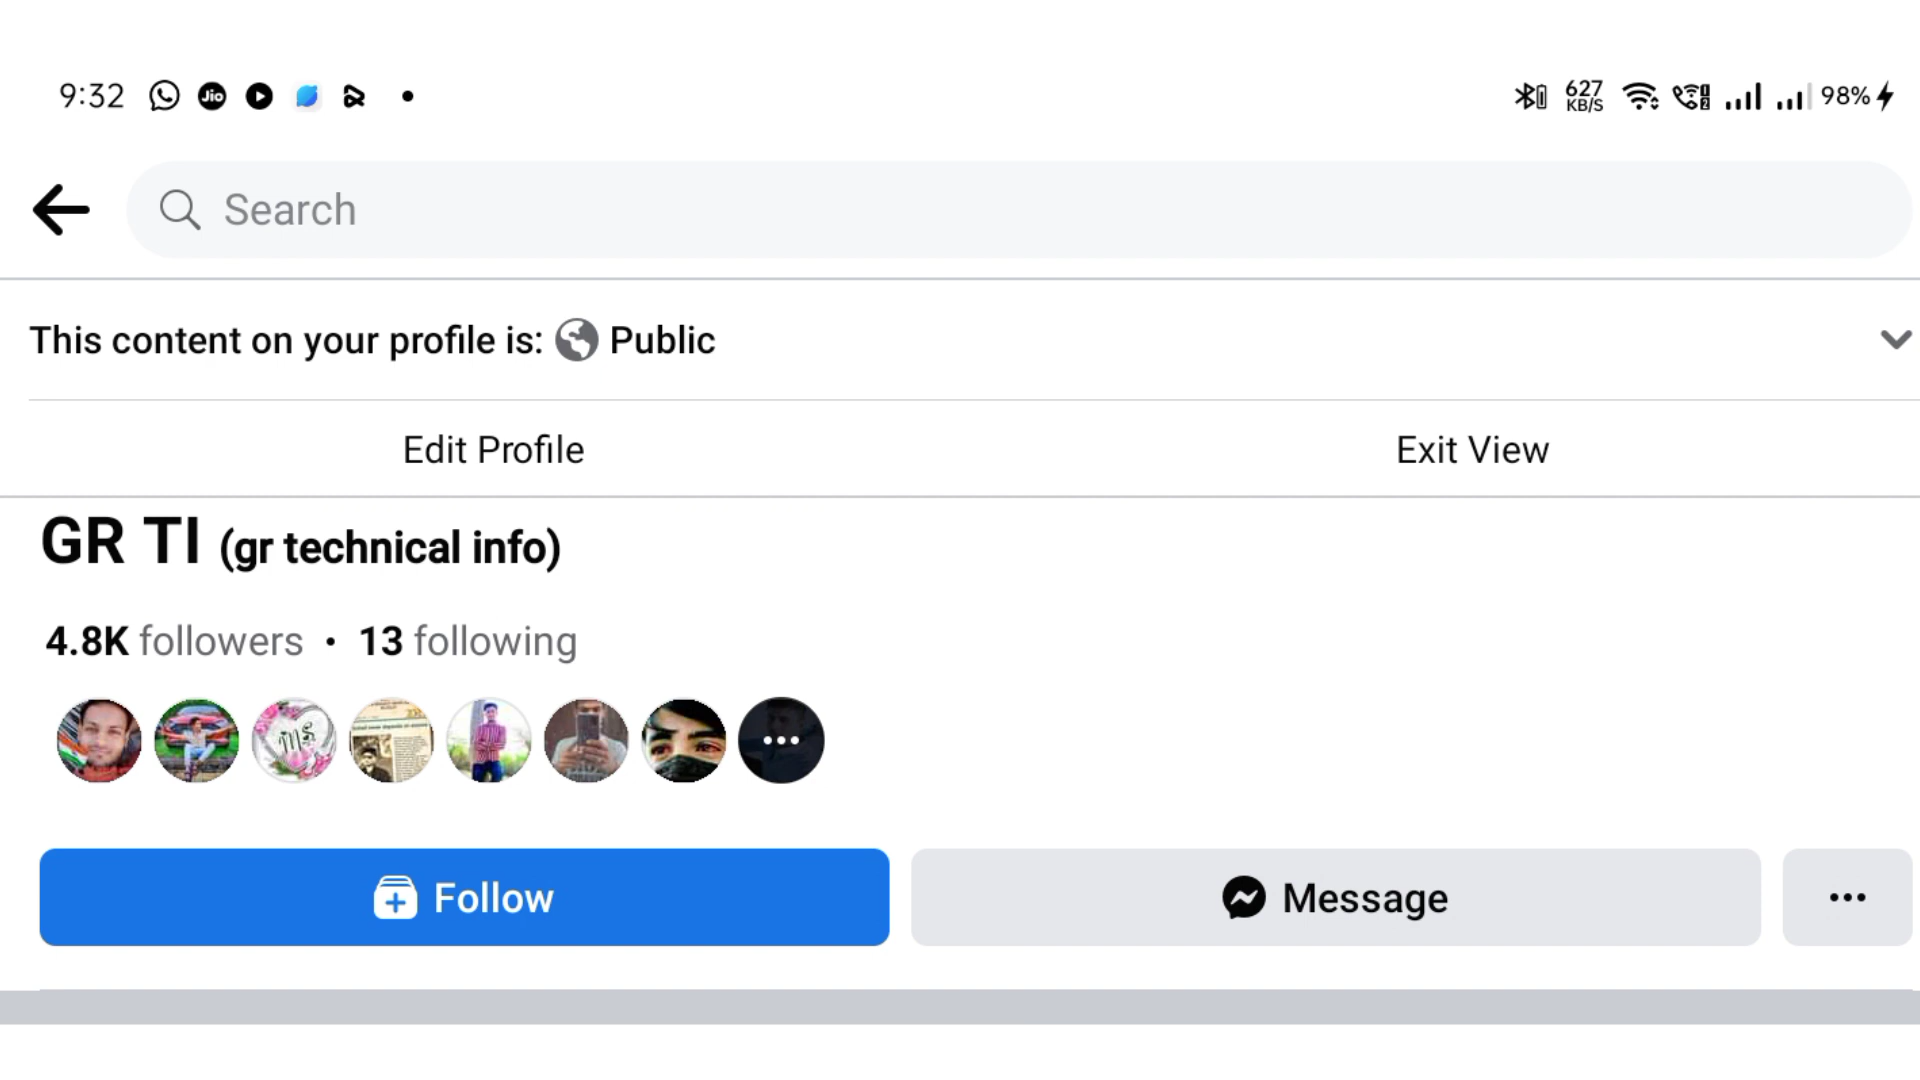 9:32 Jio 627 KB/S 98%
Search
This content on your profile is: Public
Edit Profile Exit View
GR TI (gr technical info)
4.8K followers • 13 following
Follow Message